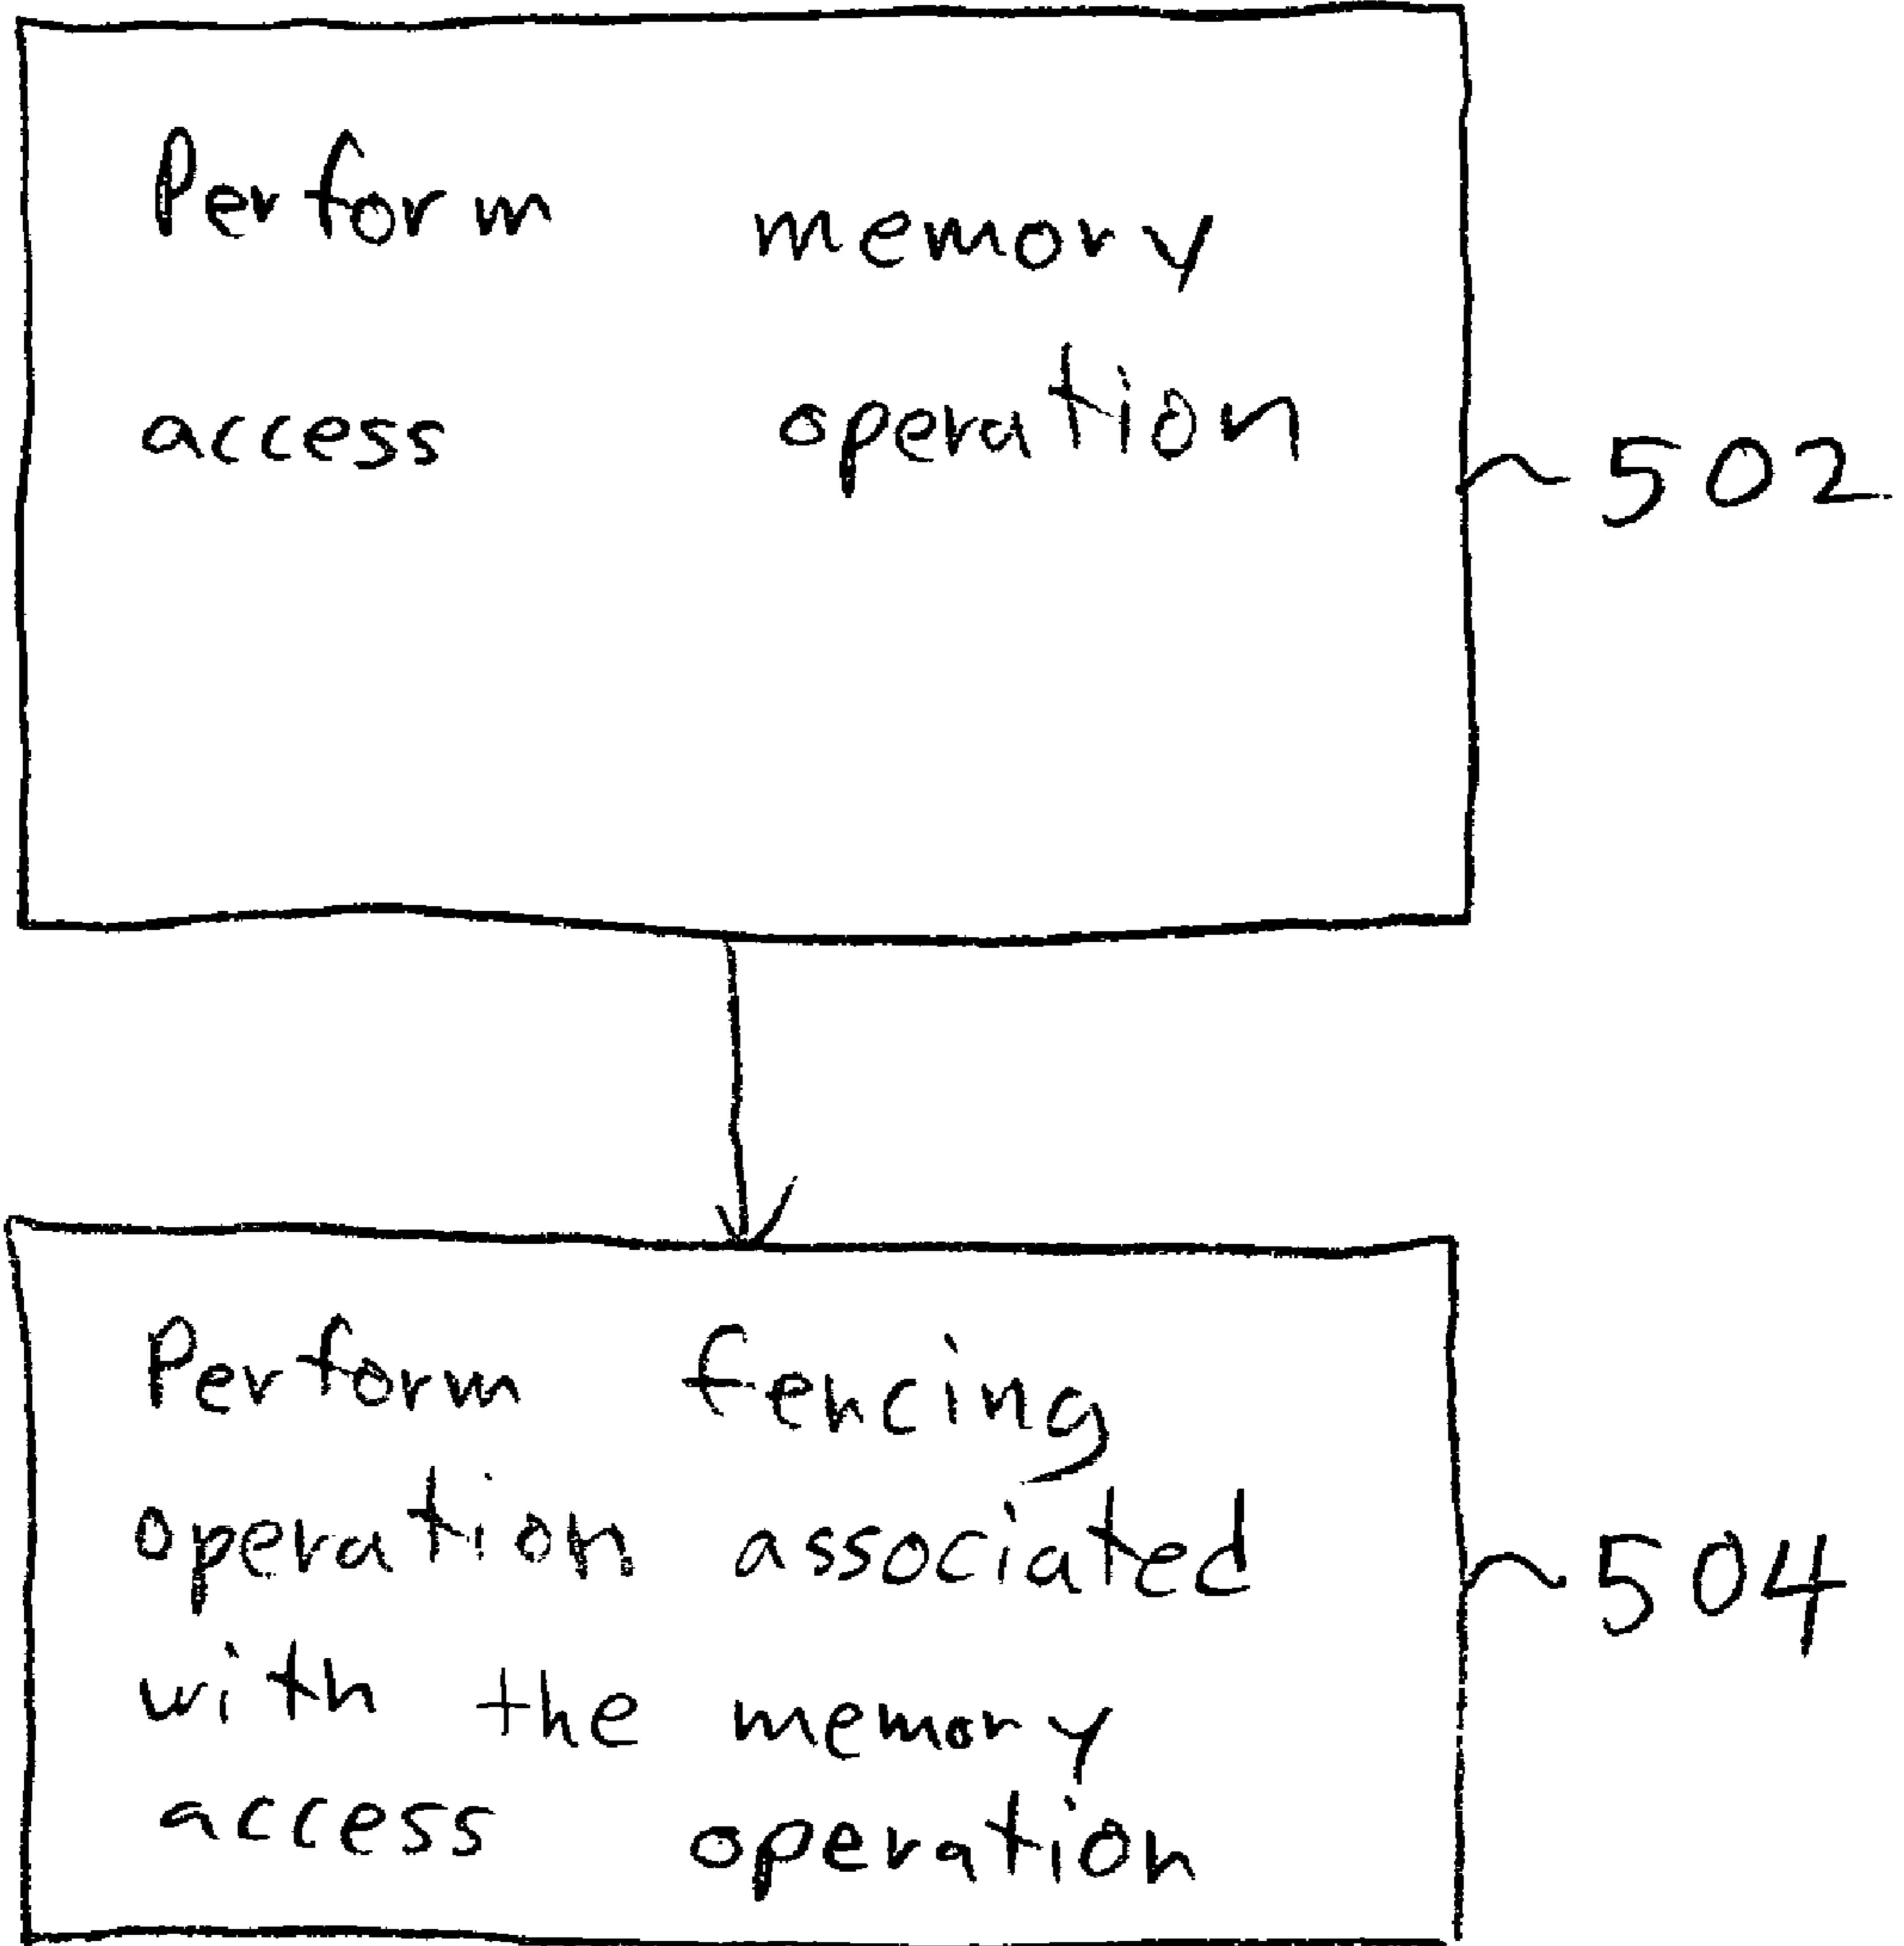 Perform memory
access operation
502
Perform fencing
operation associated
with the memory
access operation
504